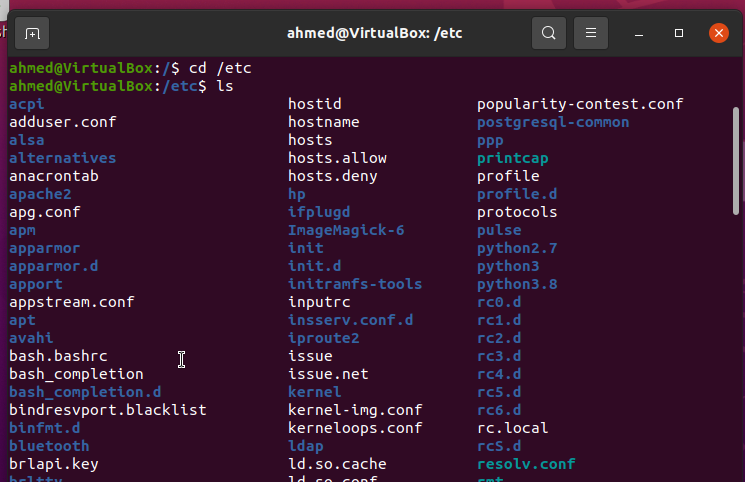 ahmed@VirtualBox: /etc
ahmed@VirtualBox:/$ cd /etc
ahmed@VirtualBox:/etc$ ls
acpi hostid popularity-contest.conf
adduser.conf hostname postgresql-common
alsa hosts ppp
alternatives hosts.allow printcap
anacrontab hosts.deny profile
apache2 hp profile.d
apg.conf ifplugd protocols
apm ImageMagick-6 pulse
apparmor init python2.7
apparmor.d init.d python3
apport initramfs-tools python3.8
appstream.conf inputrc rc0.d
apt insserv.conf.d rc1.d
avahi iproute2 rc2.d
bash.bashrc issue rc3.d
bash_completion issue.net rc4.d
bash_completion.d kernel rc5.d
bindresvport.blacklist kernel-img.conf rc6.d
binfmt.d kerneloops.conf rc.local
bluetooth ldap rcS.d
brlapi.key ld.so.cache resolv.conf
brltty ld.so.conf rmt